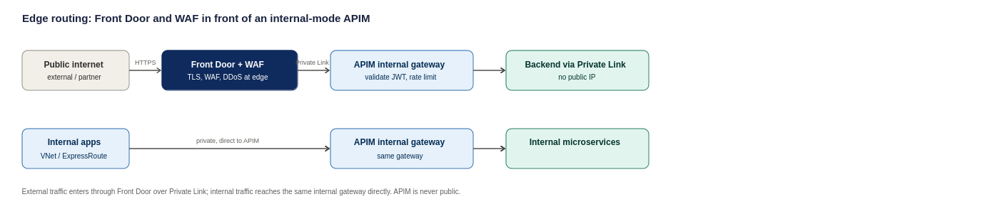 Edge routing: Front Door and WAF in front of an internal-mode APIM
Public internet
external / partner
HTTPS
Front Door + WAF
TLS, WAF, DDoS at edge
Private Link
APIM internal gateway
validate JWT, rate limit
Backend via Private Link
no public IP
Internal apps
VNet / ExpressRoute
private, direct to APIM
APIM internal gateway
same gateway
Internal microservices
External traffic enters through Front Door over Private Link; internal traffic reaches the same internal gateway directly. APIM is never public.